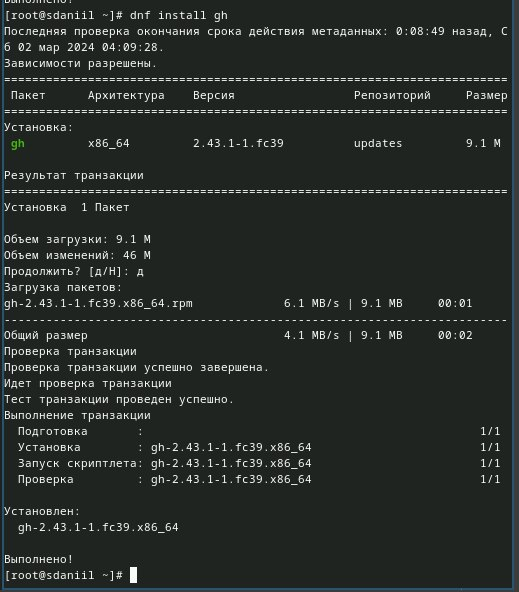 Выполнено!
[root@sdaniil ~]# dnf install gh
Последняя проверка окончания срока действия метаданных: 0:08:49 назад, С
б 02 мар 2024 04:09:28.
Зависимости разрешены.
========================================================================
Пакет Архитектура Версия Репозиторий Размер
========================================================================
Установка:
gh x86_64 2.43.1-1.fc39 updates 9.1 M
Результат транзакции
========================================================================
Установка 1 Пакет
Объем загрузки: 9.1 M
Объем изменений: 46 M
Продолжить? [д/Н]: д
Загрузка пакетов:
gh-2.43.1-1.fc39.x86_64.rpm 6.1 MB/s | 9.1 MB 00:01
------------------------------------------------------------------------
Общий размер 4.1 MB/s | 9.1 MB 00:02
Проверка транзакции
Проверка транзакции успешно завершена.
Идет проверка транзакции
Тест транзакции проведен успешно.
Выполнение транзакции
Подготовка : 1/1
Установка : gh-2.43.1-1.fc39.x86_64 1/1
Запуск скриптлета: gh-2.43.1-1.fc39.x86_64 1/1
Проверка : gh-2.43.1-1.fc39.x86_64 1/1
Установлен:
gh-2.43.1-1.fc39.x86_64
Выполнено!
[root@sdaniil ~]#